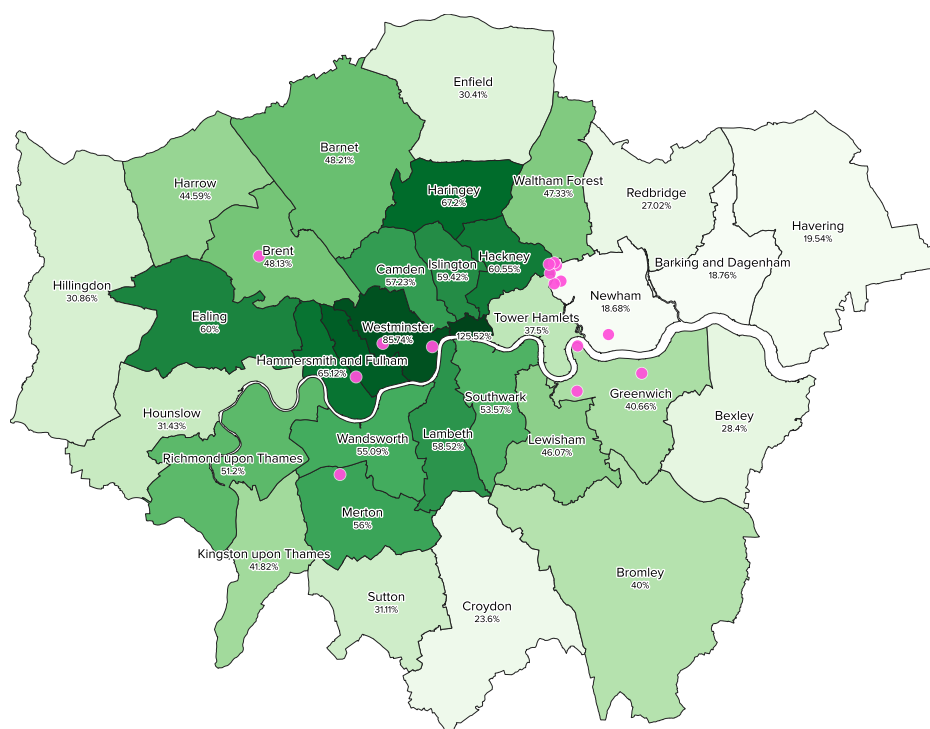 Enfield
30.41%
Barnet
48.21%
Harrow
44.59%
Haringey
67.2%
Waltham Forest
47.33%
Redbridge
27.02%
Havering
19.54%
Brent
48.13%
Camden
57.23%
Islington
59.42%
Hackney
60.55%
Barking and Dagenham
18.76%
Hillingdon
30.86%
Newham
18.68%
Ealing
60%
Westminster
85.74%
125.52%
Tower Hamlets
37.5%
Hammersmith and Fulham
65.12%
Hounslow
31.43%
Southwark
53.57%
Greenwich
40.66%
Bexley
28.4%
Wandsworth
55.09%
Lambeth
58.52%
Lewisham
46.07%
Richmond upon Thames
51.2%
Merton
56%
Kingston upon Thames
41.82%
Bromley
40%
Sutton
31.11%
Croydon
23.6%